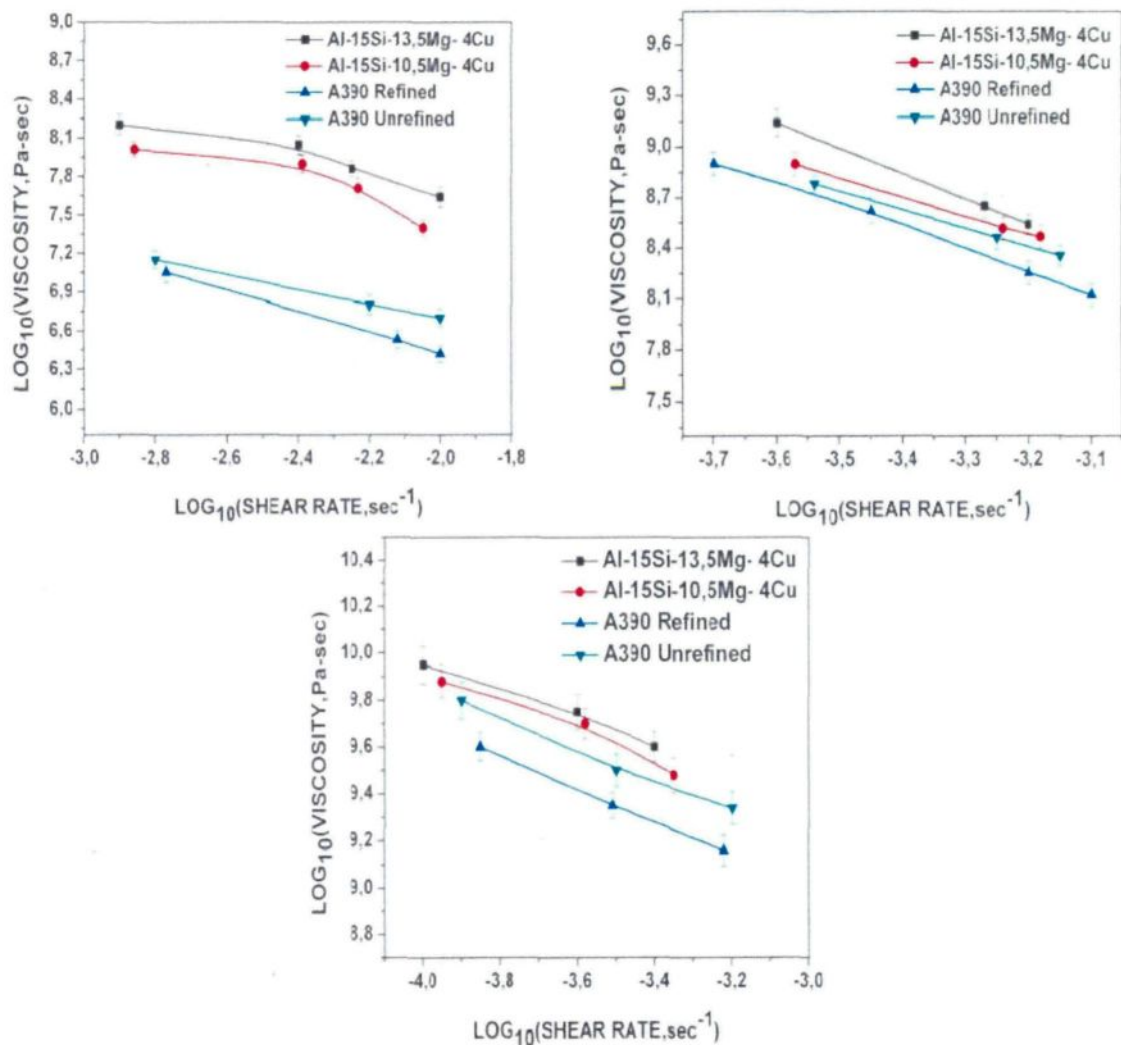 9,0
8,7
8,4
8,1
7,8
7,5
7,2
6,9
6,6
6,3
6,0
LOG10(VISCOSITY,Pa-sec)
Al-15Si-13,5Mg- 4Cu
Al-15Si-10,5Mg- 4Cu
A390 Refined
A390 Unrefined
-3,0 -2,8 -2,6 -2,4 -2,2 -2,0 -1,8
LOG10(SHEAR RATE,sec-1)
9,6
9,3
9,0
8,7
8,4
8,1
7,8
7,5
LOG10(VISCOSITY,Pa-sec)
Al-15Si-13,5Mg- 4Cu
Al-15Si-10,5Mg- 4Cu
A390 Refined
A390 Unrefined
-3,7 -3,6 -3,5 -3,4 -3,3 -3,2 -3,1
LOG10(SHEAR RATE,sec-1)
10,4
10,2
10,0
9,8
9,6
9,4
9,2
9,0
8,8
LOG10(VISCOSITY,Pa-sec)
Al-15Si-13,5Mg- 4Cu
Al-15Si-10,5Mg- 4Cu
A390 Refined
A390 Unrefined
-4,0 -3,8 -3,6 -3,4 -3,2 -3,0
LOG10(SHEAR RATE,sec-1)